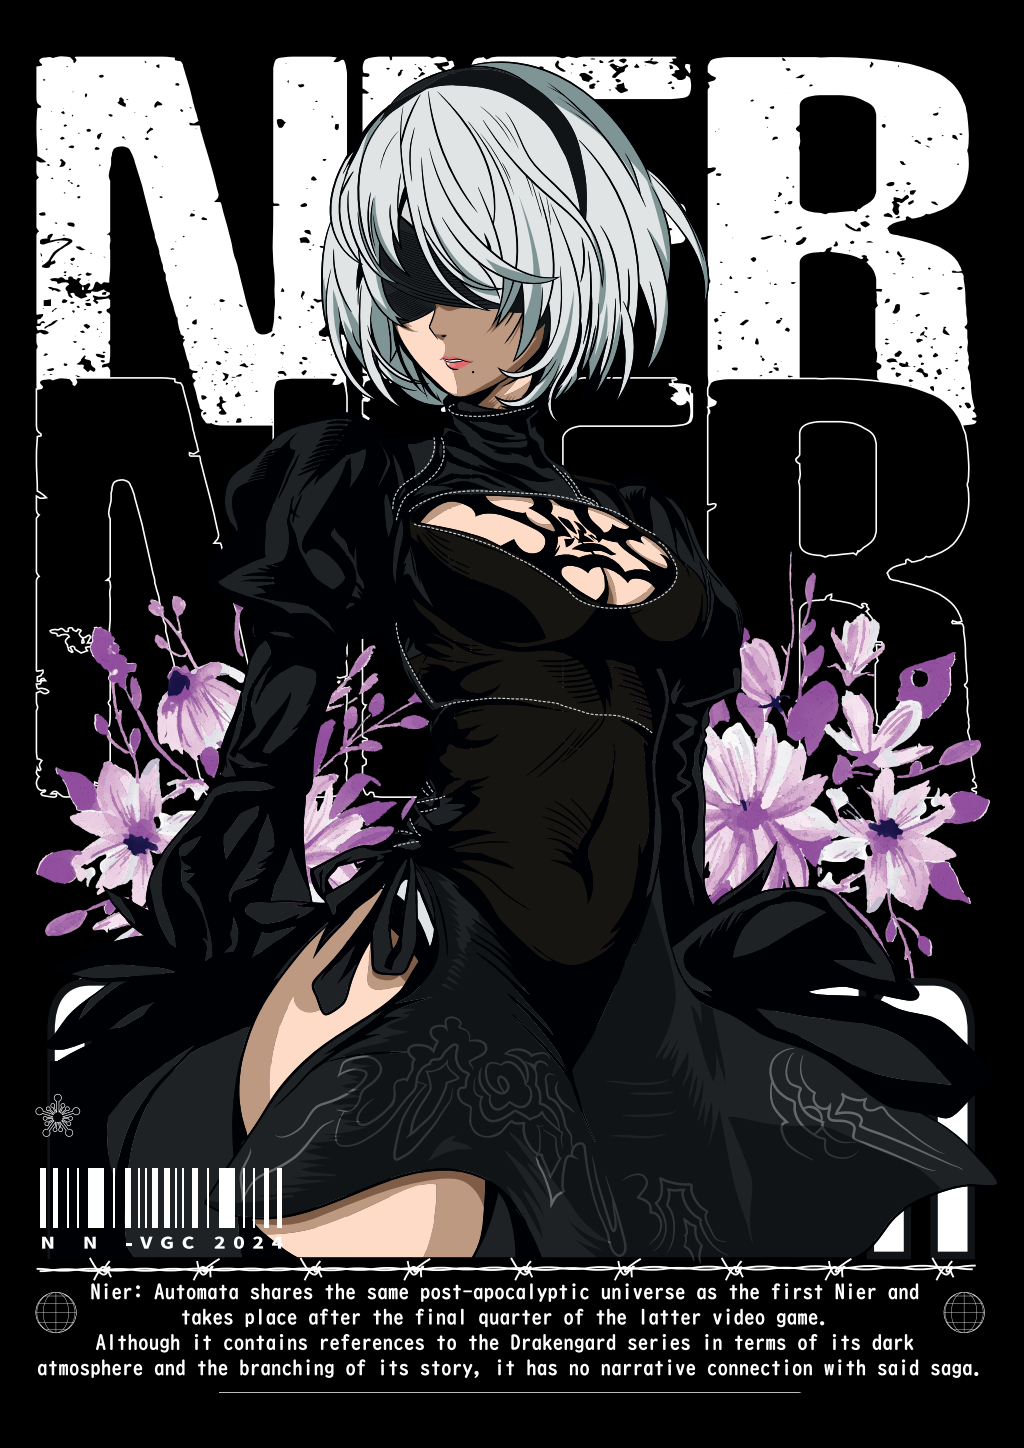 NIER
NIER
N N -VGC 2024
Nier: Automata shares the same post-apocalyptic universe as the first Nier and
takes place after the final quarter of the latter video game.
Although it contains references to the Drakengard series in terms of its dark
atmosphere and the branching of its story, it has no narrative connection with said saga.